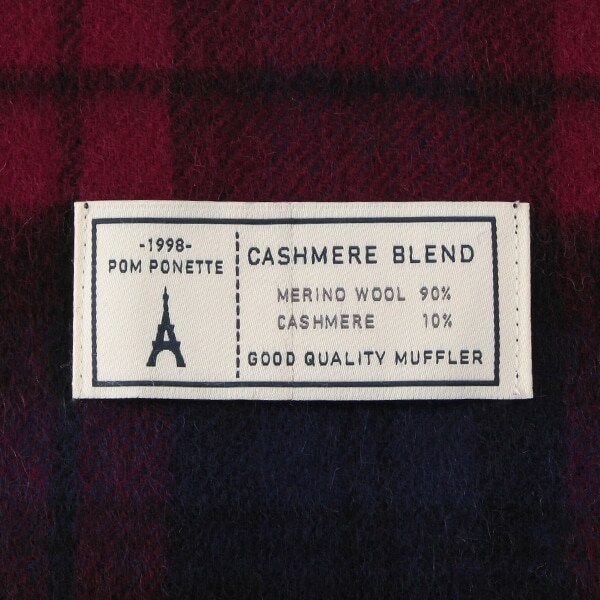 -1998-
POM PONETTE
CASHMERE BLEND
MERINO WOOL 90%
CASHMERE 10%
GOOD QUALITY MUFFLER